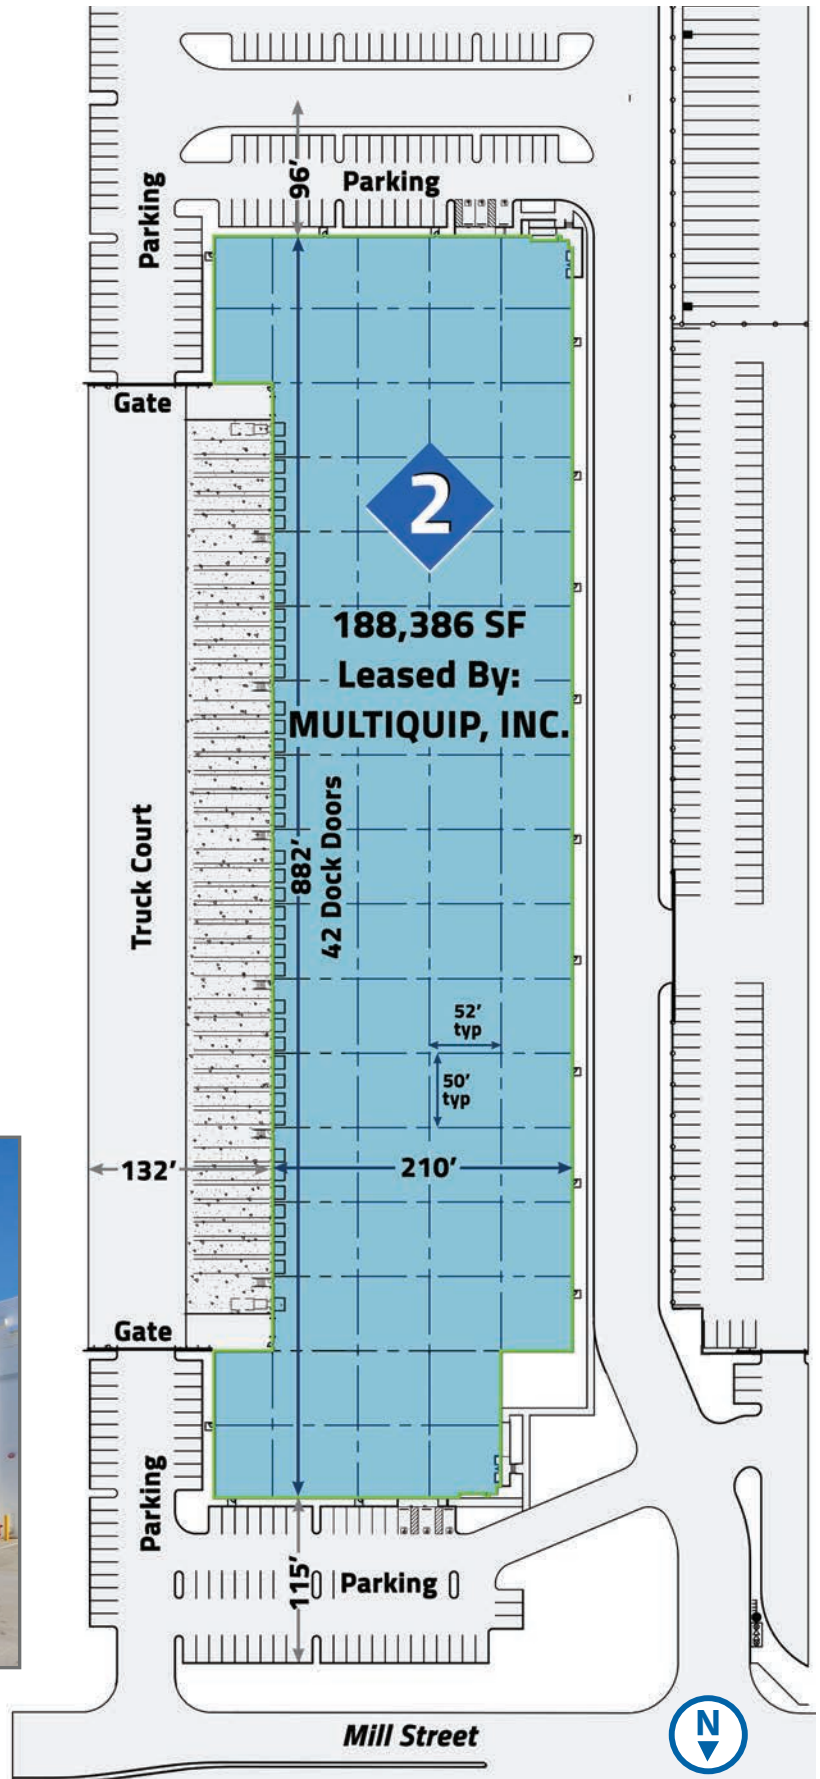 Parking
96'
Parking
Gate
2
188,386 SF
Leased By:
MULTIQUIP, INC.
Truck Court
882'
42 Dock Doors
52'
typ
50'
typ
132'
210'
Gate
Parking
115'
Parking
Mill Street
N